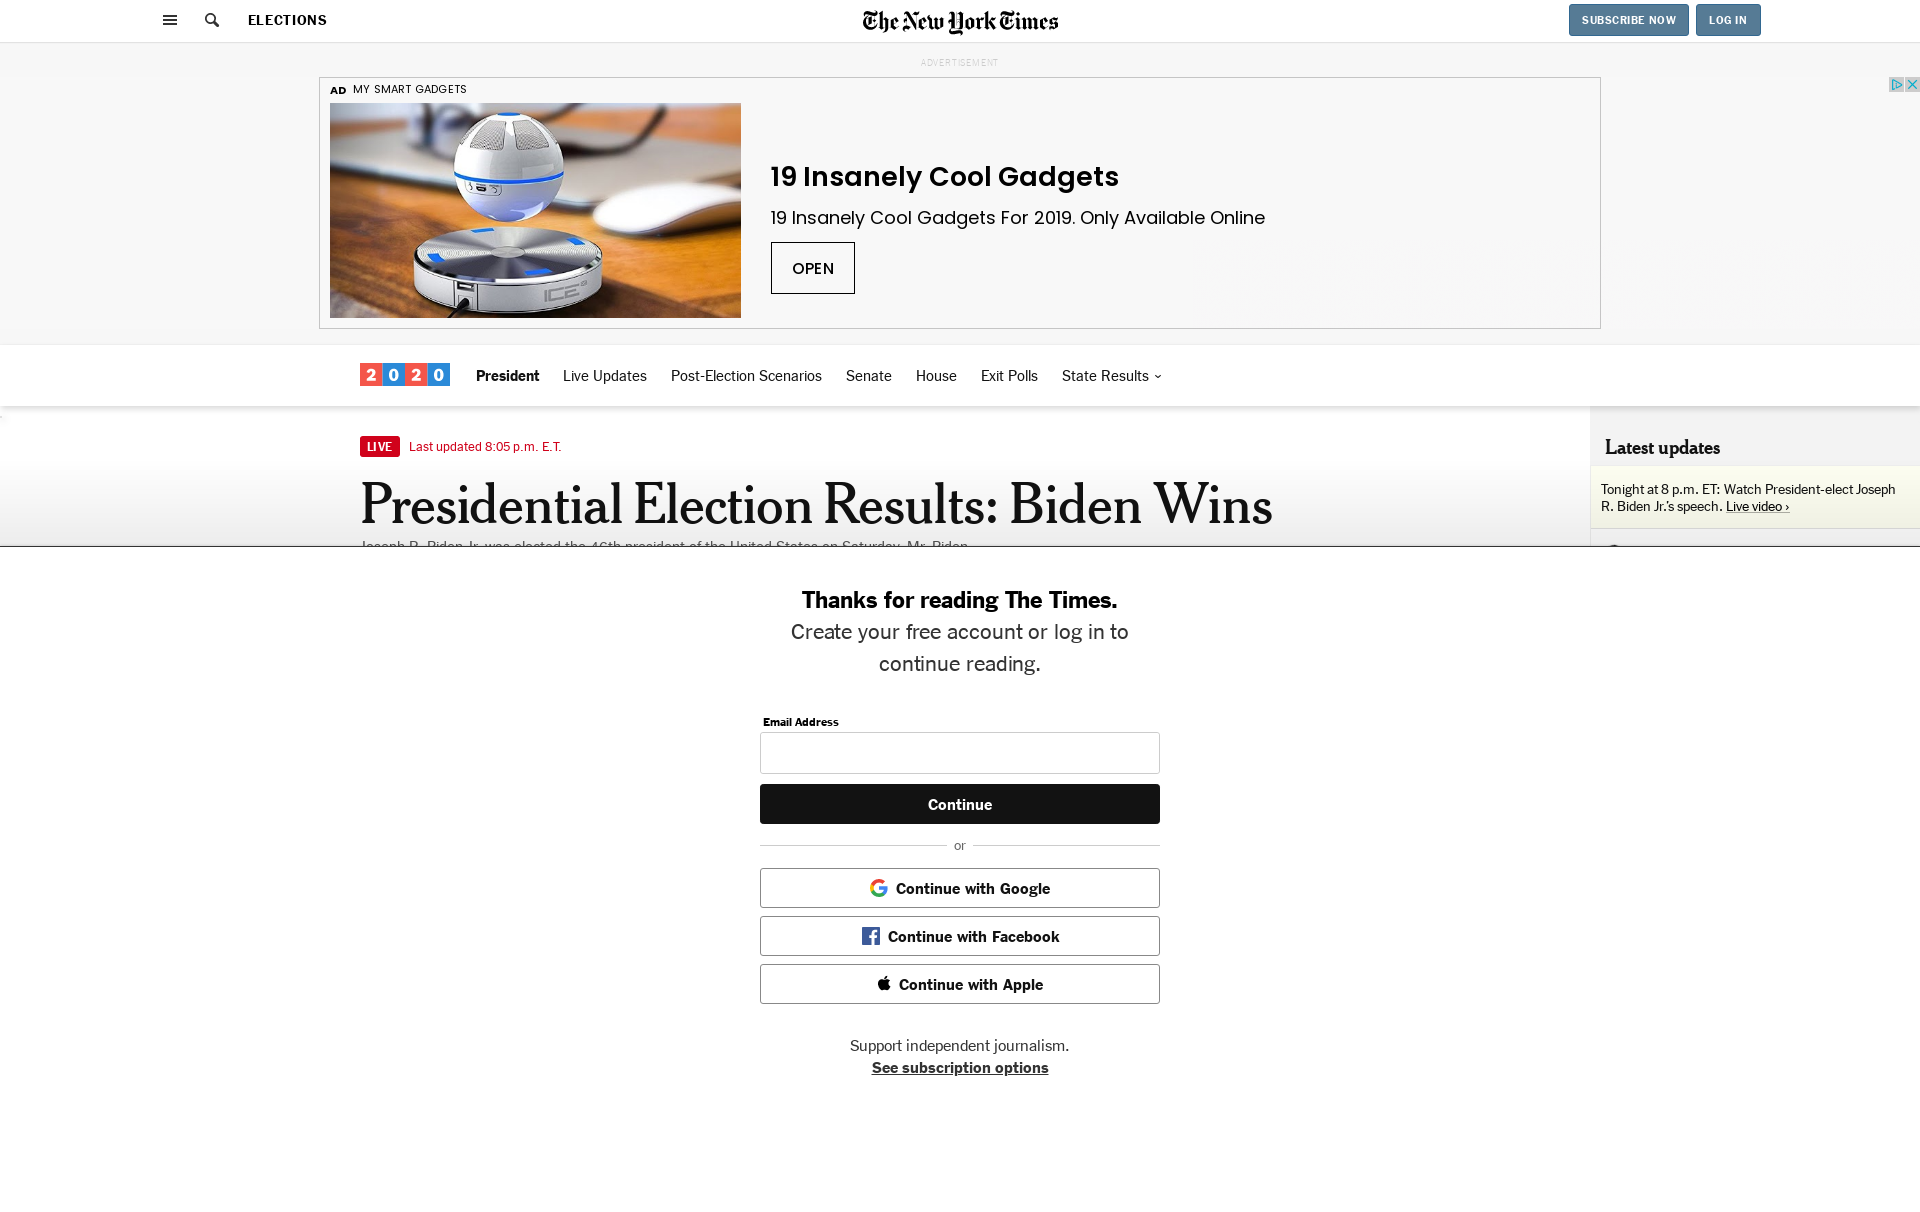 ELECTIONS
The New York Times
SUBSCRIBE NOW
LOG IN
ADVERTISEMENT
AD MY SMART GADGETS
ICE
19 Insanely Cool Gadgets
19 Insanely Cool Gadgets For 2019. Only Available Online
OPEN
2020
President
Live Updates
Post-Election Scenarios
Senate
House
Exit Polls
State Results
LIVE Last updated 8:05 p.m. E.T.
Presidential Election Results: Biden Wins
Joseph R. Biden Jr. was elected the 46th president of the United States on Saturday. Mr. Biden
Latest updates
Tonight at 8 p.m. ET: Watch President-elect Joseph
R. Biden Jr.'s speech. Live video ›
Thanks for reading The Times.
Create your free account or log in to
continue reading.
Email Address
Continue
or
Continue with Google
Continue with Facebook
Continue with Apple
Support independent journalism.
See subscription options